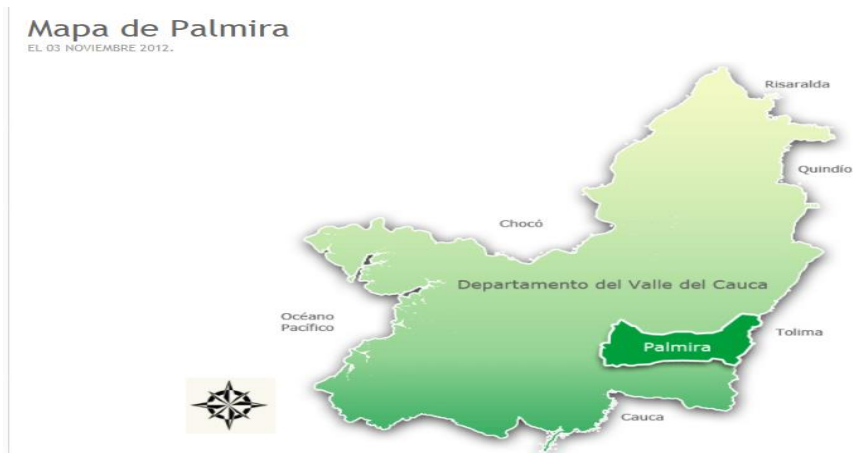 Mapa de Palmira
EL 03 NOVIEMBRE 2012.
Risaralda
Quindío
Chocó
Departamento del Valle del Cauca
Océano
Pacífico
Tolima
Palmira
Cauca